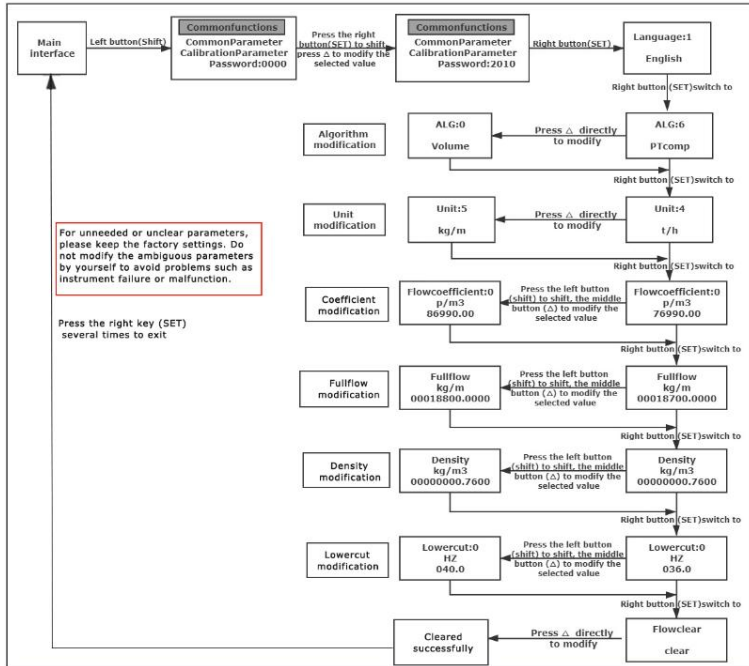 Main
interface
Left button(Shift)
Commonfunctions
CommonParameter
CalibrationParameter
Password:0000
Press the right
button(SET) to shift,
press △ to modify the
selected value
Commonfunctions
CommonParameter
CalibrationParameter
Password:2010
Right button(SET)
Language:1
English
Right button (SET)switch to
Algorithm
modification
ALG:0
Volume
Press △ directly
to modify
ALG:6
PTcomp
Right button (SET)switch to
Unit
modification
Unit:5
kg/m
Press △ directly
to modify
Unit:4
t/h
Right button (SET)switch to
For unneeded or unclear parameters,
please keep the factory settings. Do
not modify the ambiguous parameters
by yourself to avoid problems such as
instrument failure or malfunction.
Press the right key (SET)
several times to exit
Coefficient
modification
Flowcoefficient:0
p/m3
86990.00
Press the left button
(shift) to shift, the middle
button (△) to modify the
selected value
Flowcoefficient:0
p/m3
76990.00
Right button (SET)switch to
Fullflow
modification
Fullflow
kg/m
00018800.0000
Press the left button
(shift) to shift, the middle
button (△) to modify the
selected value
Fullflow
kg/m
00018700.0000
Right button (SET)switch to
Density
modification
Density
kg/m3
00000000.7600
Press the left button
(shift) to shift, the middle
button (△) to modify the
selected value
Density
kg/m3
00000000.7600
Right button (SET)switch to
Lowercut
modification
Lowercut:0
HZ
040.0
Press the left button
(shift) to shift, the middle
button (△) to modify the
selected value
Lowercut:0
HZ
036.0
Right button (SET)switch to
Cleared
successfully
Press △ directly
to modify
Flowclear
clear